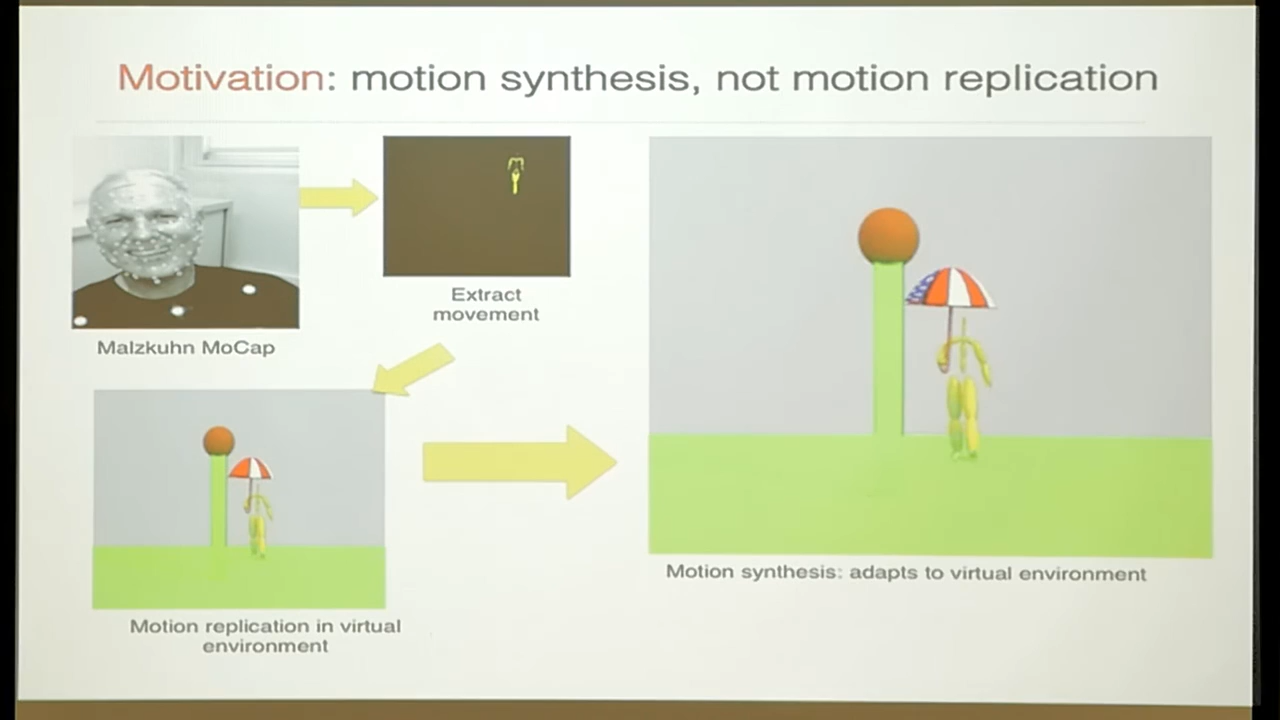 Motivation: motion synthesis, not motion replication
Malzkuhn MoCap
Extract
movement
Motion replication in virtual
environment
Motion synthesis: adapts to virtual environment